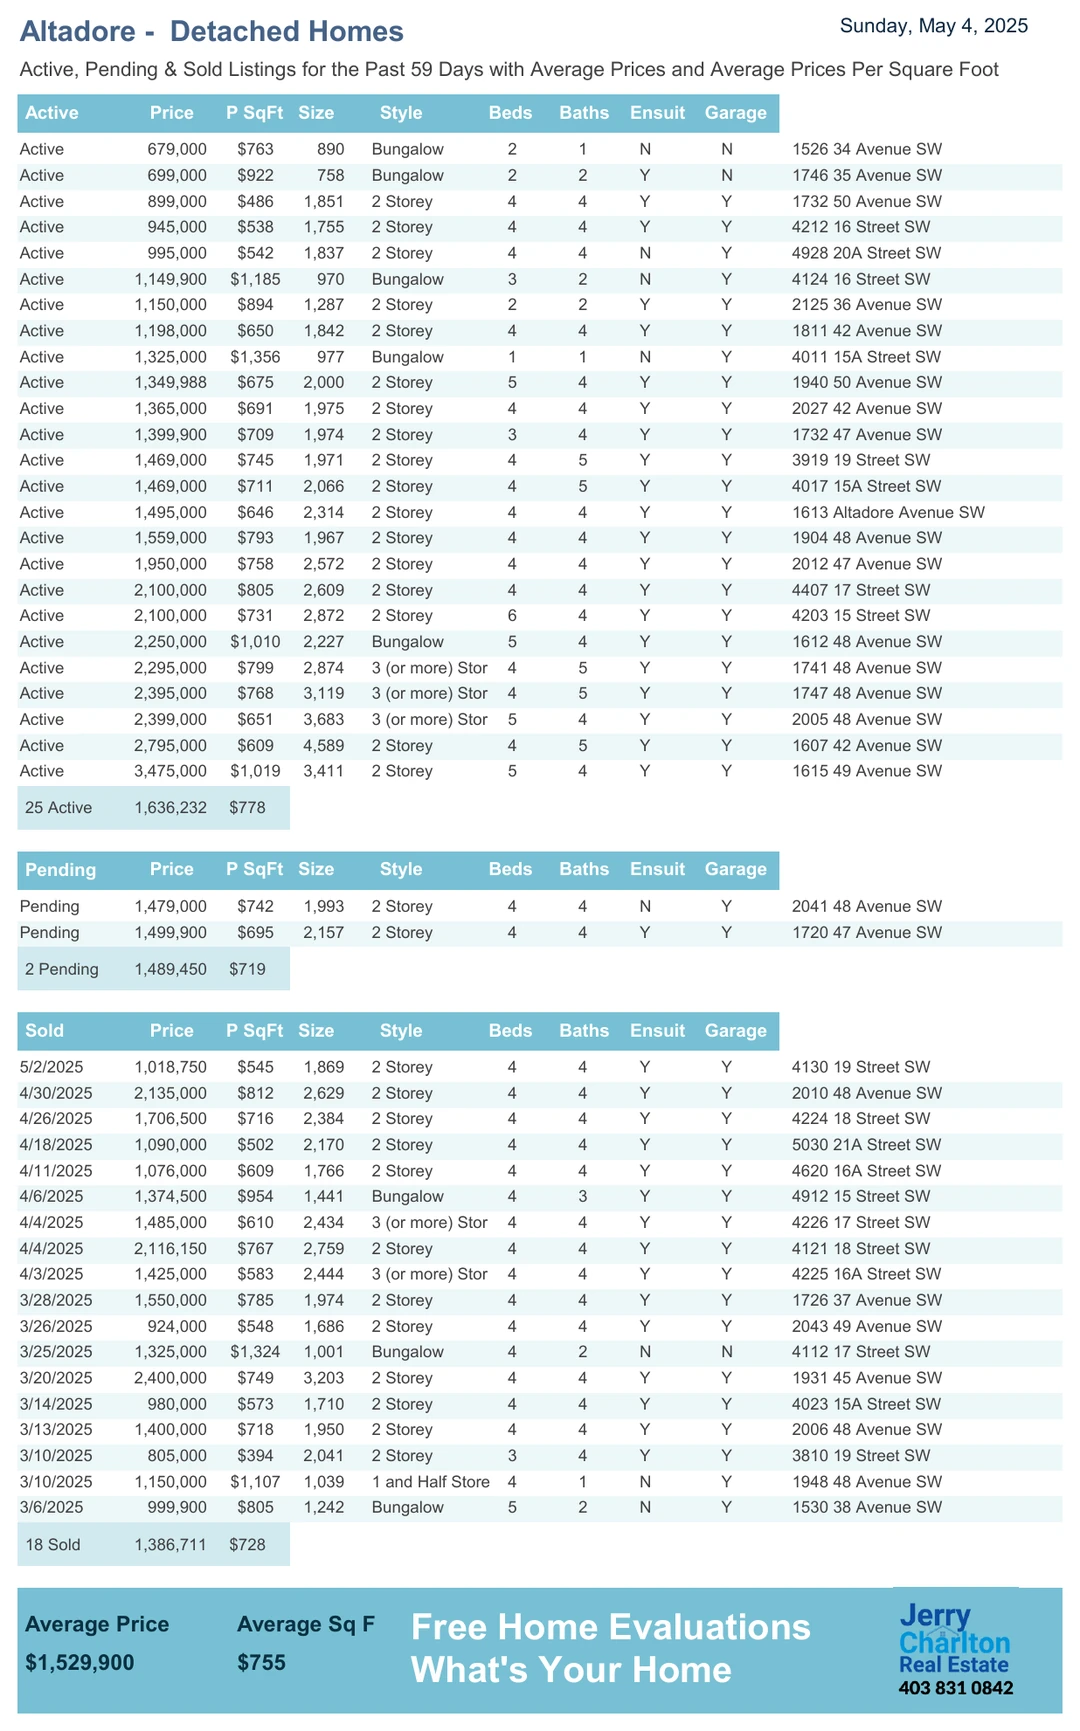 Altadore -  Detached Homes
Sunday, May 4, 2025
Active, Pending & Sold Listings for the Past 59 Days with Average Prices and Average Prices Per Square Foot
Active Price P SqFt Size Style Beds Baths Ensuit Garage
Active 679,000 $763 890 Bungalow 2 1 N N 1526 34 Avenue SW
Active 699,000 $922 758 Bungalow 2 2 Y N 1746 35 Avenue SW
Active 899,000 $486 1,851 2 Storey 4 4 Y Y 1732 50 Avenue SW
Active 945,000 $538 1,755 2 Storey 4 4 Y Y 4212 16 Street SW
Active 995,000 $542 1,837 2 Storey 4 4 N Y 4928 20A Street SW
Active 1,149,900 $1,185 970 Bungalow 3 2 N Y 4124 16 Street SW
Active 1,150,000 $894 1,287 2 Storey 2 2 Y Y 2125 36 Avenue SW
Active 1,198,000 $650 1,842 2 Storey 4 4 Y Y 1811 42 Avenue SW
Active 1,325,000 $1,356 977 Bungalow 1 1 N Y 4011 15A Street SW
Active 1,349,988 $675 2,000 2 Storey 5 4 Y Y 1940 50 Avenue SW
Active 1,365,000 $691 1,975 2 Storey 4 4 Y Y 2027 42 Avenue SW
Active 1,399,900 $709 1,974 2 Storey 3 4 Y Y 1732 47 Avenue SW
Active 1,469,000 $745 1,971 2 Storey 4 5 Y Y 3919 19 Street SW
Active 1,469,000 $711 2,066 2 Storey 4 5 Y Y 4017 15A Street SW
Active 1,495,000 $646 2,314 2 Storey 4 4 Y Y 1613 Altadore Avenue SW
Active 1,559,000 $793 1,967 2 Storey 4 4 Y Y 1904 48 Avenue SW
Active 1,950,000 $758 2,572 2 Storey 4 4 Y Y 2012 47 Avenue SW
Active 2,100,000 $805 2,609 2 Storey 4 4 Y Y 4407 17 Street SW
Active 2,100,000 $731 2,872 2 Storey 6 4 Y Y 4203 15 Street SW
Active 2,250,000 $1,010 2,227 Bungalow 5 4 Y Y 1612 48 Avenue SW
Active 2,295,000 $799 2,874 3 (or more) Stor 4 5 Y Y 1741 48 Avenue SW
Active 2,395,000 $768 3,119 3 (or more) Stor 4 5 Y Y 1747 48 Avenue SW
Active 2,399,000 $651 3,683 3 (or more) Stor 5 4 Y Y 2005 48 Avenue SW
Active 2,795,000 $609 4,589 2 Storey 4 5 Y Y 1607 42 Avenue SW
Active 3,475,000 $1,019 3,411 2 Storey 5 4 Y Y 1615 49 Avenue SW
25 Active 1,636,232 $778
Pending Price P SqFt Size Style Beds Baths Ensuit Garage
Pending 1,479,000 $742 1,993 2 Storey 4 4 N Y 2041 48 Avenue SW
Pending 1,499,900 $695 2,157 2 Storey 4 4 Y Y 1720 47 Avenue SW
2 Pending 1,489,450 $719
Sold Price P SqFt Size Style Beds Baths Ensuit Garage
5/2/2025 1,018,750 $545 1,869 2 Storey 4 4 Y Y 4130 19 Street SW
4/30/2025 2,135,000 $812 2,629 2 Storey 4 4 Y Y 2010 48 Avenue SW
4/26/2025 1,706,500 $716 2,384 2 Storey 4 4 Y Y 4224 18 Street SW
4/18/2025 1,090,000 $502 2,170 2 Storey 4 4 Y Y 5030 21A Street SW
4/11/2025 1,076,000 $609 1,766 2 Storey 4 4 Y Y 4620 16A Street SW
4/6/2025 1,374,500 $954 1,441 Bungalow 4 3 Y Y 4912 15 Street SW
4/4/2025 1,485,000 $610 2,434 3 (or more) Stor 4 4 Y Y 4226 17 Street SW
4/4/2025 2,116,150 $767 2,759 2 Storey 4 4 Y Y 4121 18 Street SW
4/3/2025 1,425,000 $583 2,444 3 (or more) Stor 4 4 Y Y 4225 16A Street SW
3/28/2025 1,550,000 $785 1,974 2 Storey 4 4 Y Y 1726 37 Avenue SW
3/26/2025 924,000 $548 1,686 2 Storey 4 4 Y Y 2043 49 Avenue SW
3/25/2025 1,325,000 $1,324 1,001 Bungalow 4 2 N N 4112 17 Street SW
3/20/2025 2,400,000 $749 3,203 2 Storey 4 4 Y Y 1931 45 Avenue SW
3/14/2025 980,000 $573 1,710 2 Storey 4 4 Y Y 4023 15A Street SW
3/13/2025 1,400,000 $718 1,950 2 Storey 4 4 Y Y 2006 48 Avenue SW
3/10/2025 805,000 $394 2,041 2 Storey 3 4 Y Y 3810 19 Street SW
3/10/2025 1,150,000 $1,107 1,039 1 and Half Store 4 1 N Y 1948 48 Avenue SW
3/6/2025 999,900 $805 1,242 Bungalow 5 2 N Y 1530 38 Avenue SW
18 Sold 1,386,711 $728
Average Price Average Sq F
$1,529,900 $755
Free Home Evaluations
What's Your Home
Jerry
Charlton
Real Estate
403 831 0842